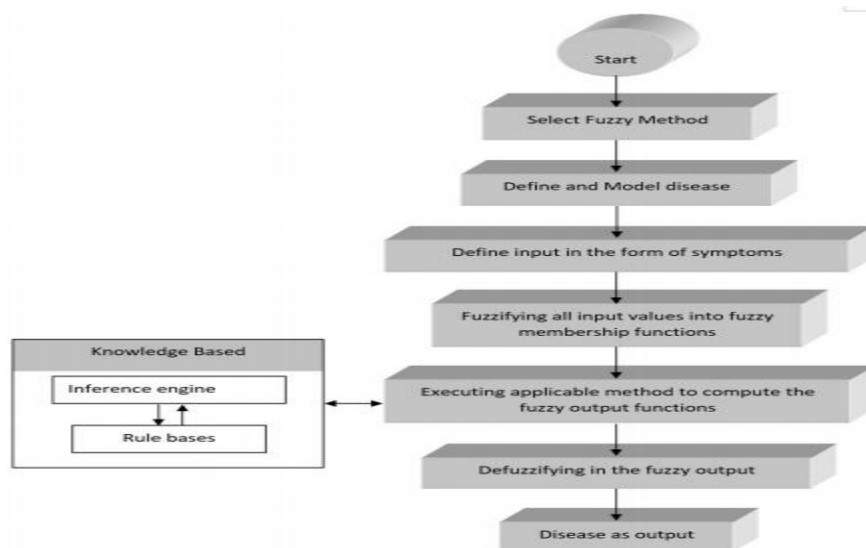 Start
Select Fuzzy Method
Define and Model disease
Define input in the form of symptoms
Fuzzifying all input values into fuzzy
membership functions
Knowledge Based
Inference engine
Rule bases
Executing applicable method to compute the
fuzzy output functions
Defuzzifying in the fuzzy output
Disease as output